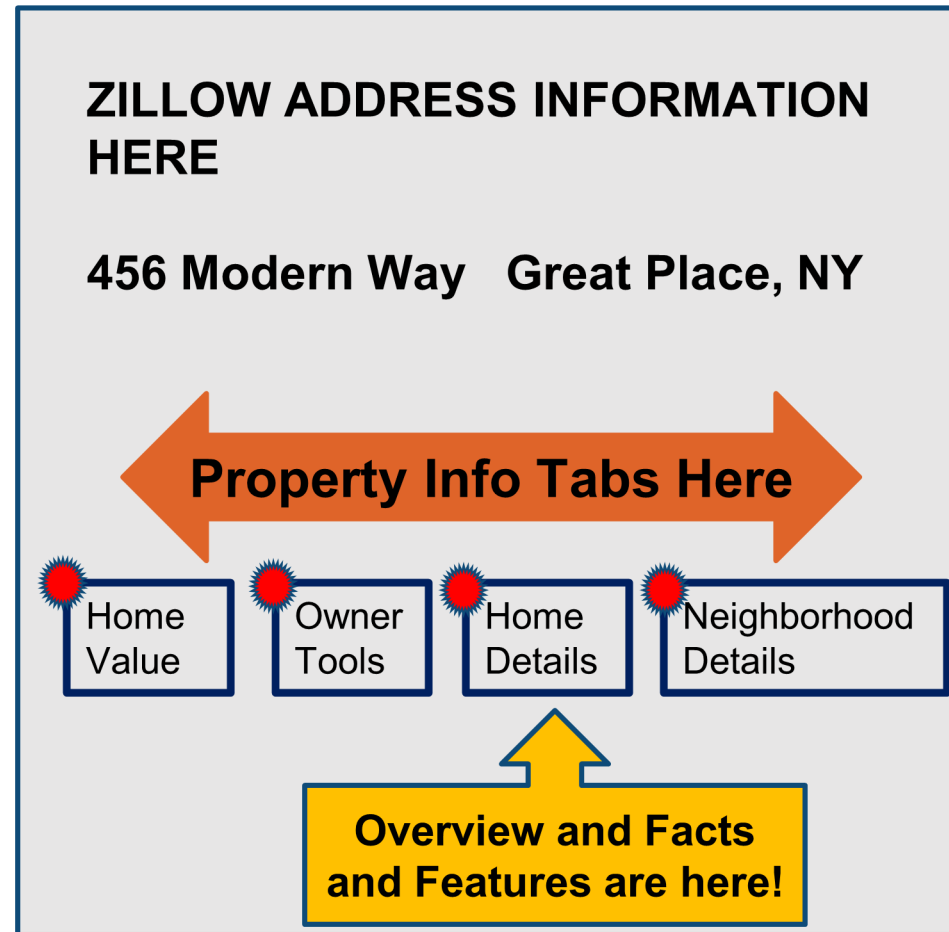 ZILLOW ADDRESS INFORMATION
HERE
456 Modern Way Great Place, NY
Property Info Tabs Here
Home
Value
Owner
Tools
Home
Details
Neighborhood
Details
Overview and Facts
and Features are here!